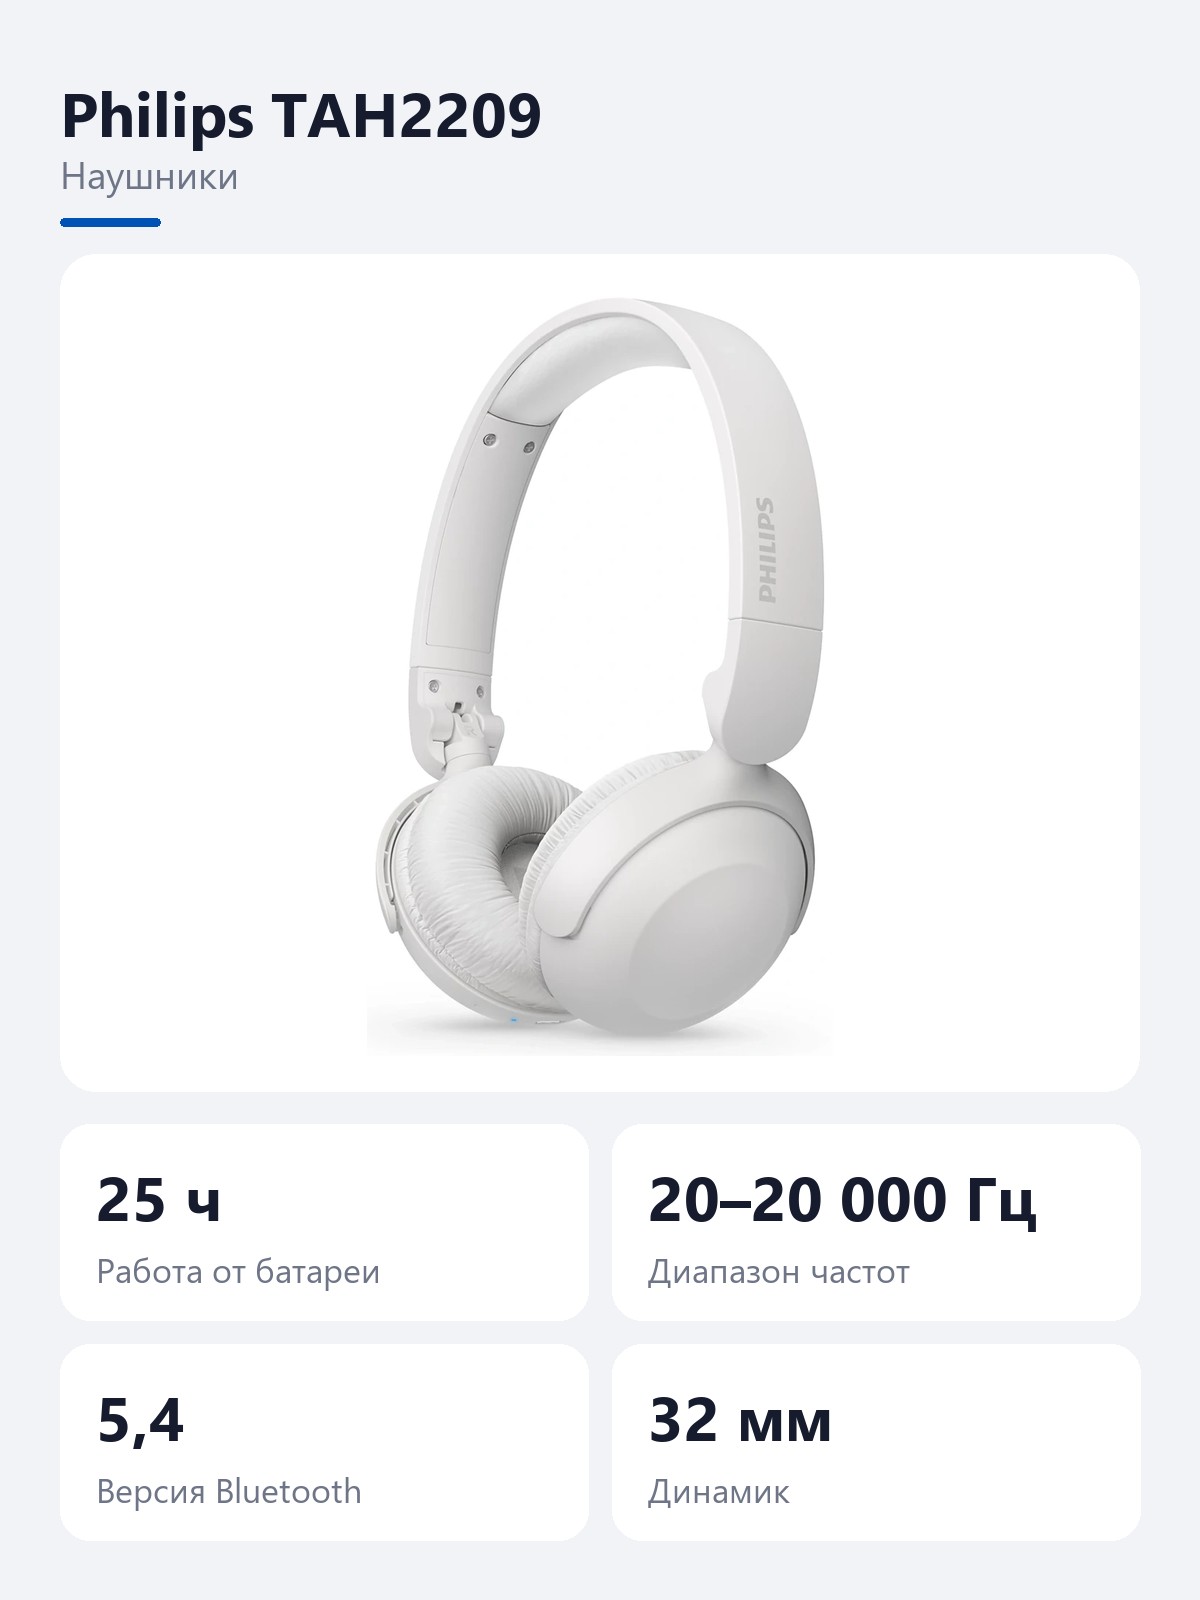 Philips TAH2209
Наушники
PHILIPS
25 ч
Работа от батареи
20–20 000 Гц
Диапазон частот
5,4
Версия Bluetooth
32 мм
Динамик